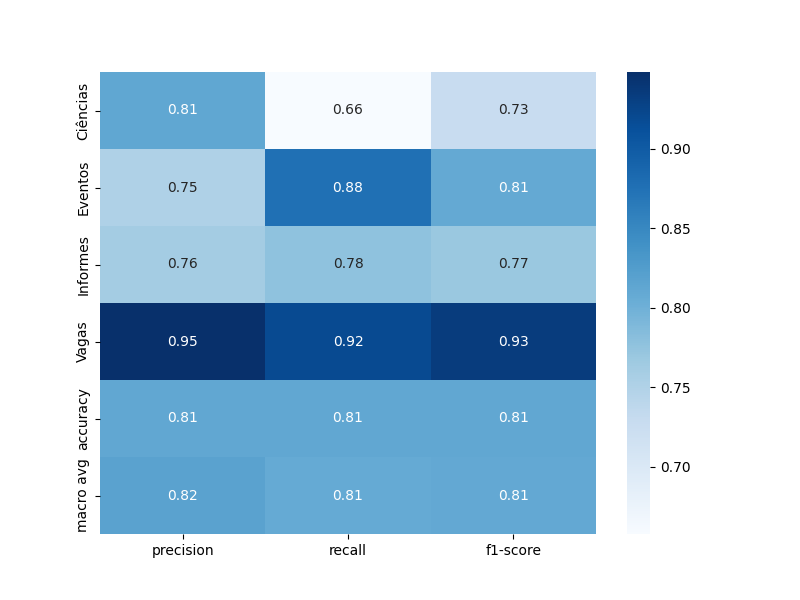 Ciências 0.81 0.66 0.73
Eventos 0.75 0.88 0.81
Informes 0.76 0.78 0.77
Vagas 0.95 0.92 0.93
accuracy 0.81 0.81 0.81
macro avg 0.82 0.81 0.81
precision recall f1-score
0.90
0.85
0.80
0.75
0.70